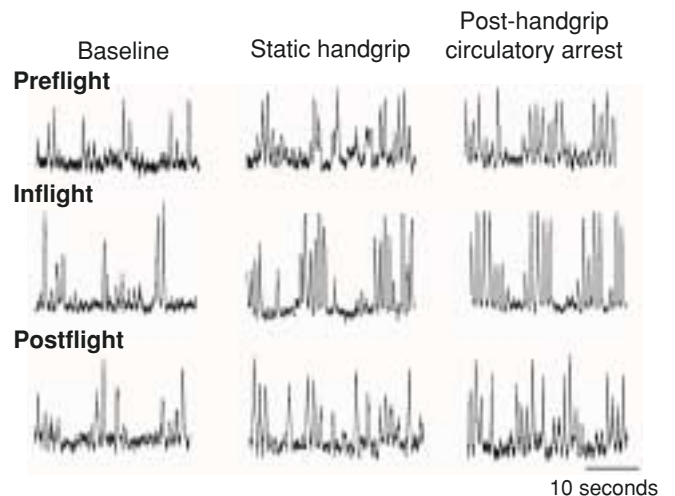 Baseline
Static handgrip
Post-handgrip
circulatory arrest
Preflight
Inflight
Postflight
10 seconds